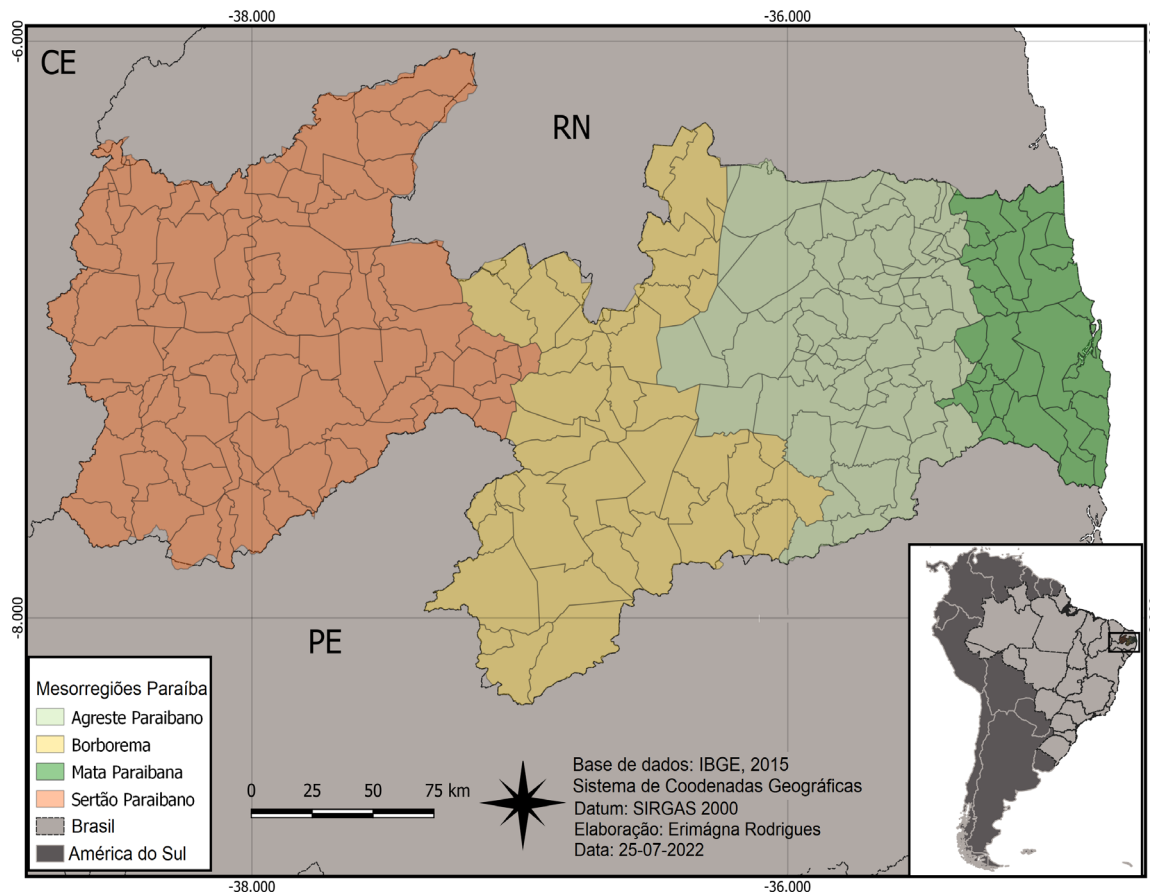 -38.000 -36.000
-6.000
CE
RN
PE
-8.000
Mesorregiões Paraíba
Agreste Paraibano
Borborema
Mata Paraibana
Sertão Paraibano
Brasil
América do Sul
0 25 50 75 km
Base de dados: IBGE, 2015
Sistema de Coodenadas Geográficas
Datum: SIRGAS 2000
Elaboração: Erimágna Rodrigues
Data: 25-07-2022
-38.000 -36.000